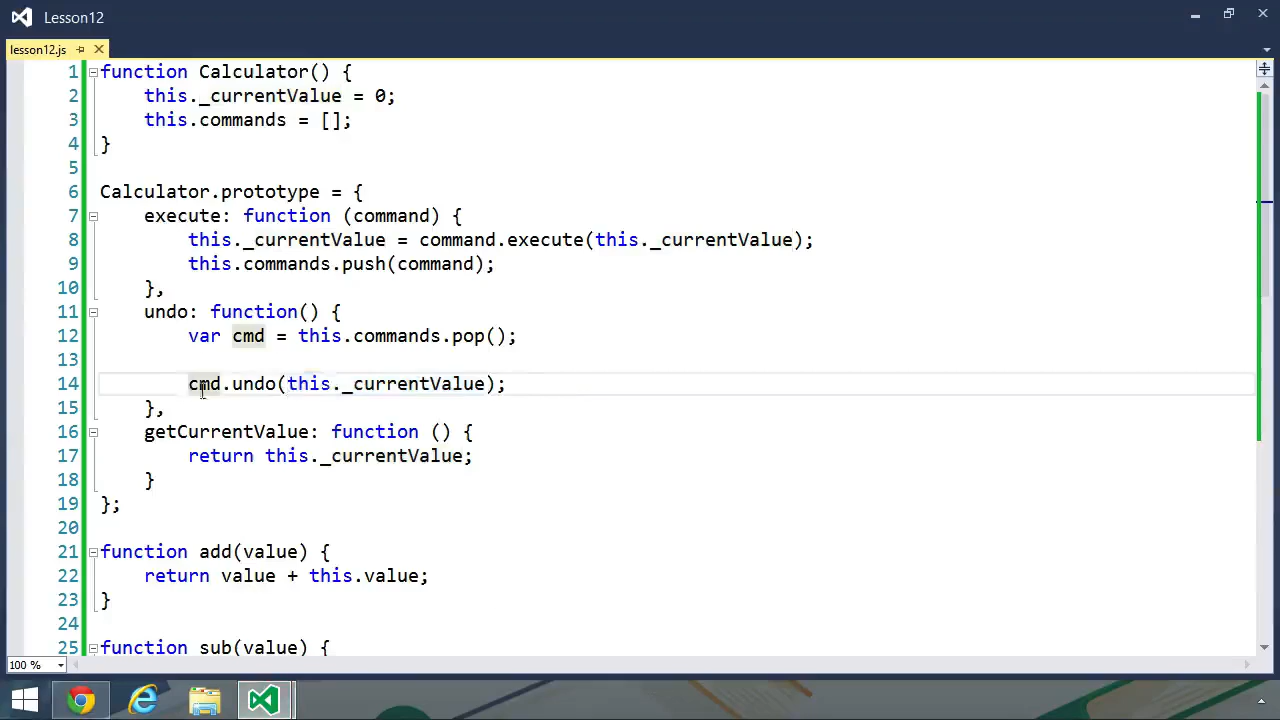 Lesson12
lesson12.js
1 function Calculator() {
2 this._currentValue = 0;
3 this.commands = [];
4 }
5
6 Calculator.prototype = {
7 execute: function (command) {
8 this._currentValue = command.execute(this._currentValue);
9 this.commands.push(command);
10 },
11 undo: function() {
12 var cmd = this.commands.pop();
13
14 cmd.undo(this._currentValue);
15 },
16 getCurrentValue: function () {
17 return this._currentValue;
18 }
19 };
20
21 function add(value) {
22 return value + this.value;
23 }
24
25 function sub(value) {
100 %